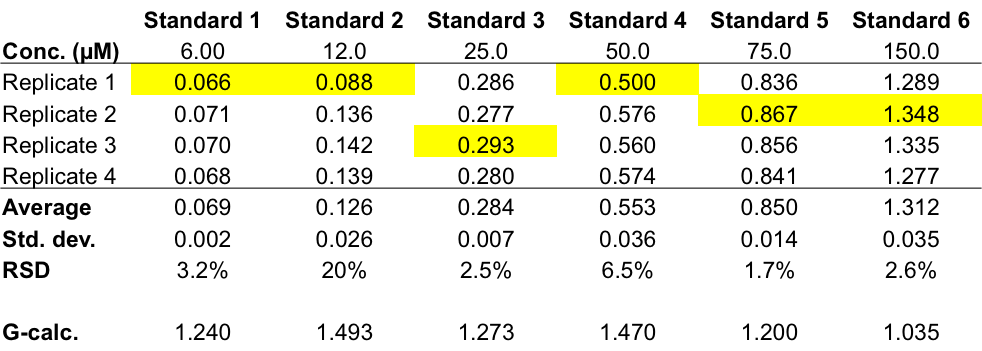 Standard 1 Standard 2 Standard 3 Standard 4 Standard 5 Standard 6
Conc. (µM) 6.00 12.0 25.0 50.0 75.0 150.0
Replicate 1 0.066 0.088 0.286 0.500 0.836 1.289
Replicate 2 0.071 0.136 0.277 0.576 0.867 1.348
Replicate 3 0.070 0.142 0.293 0.560 0.856 1.335
Replicate 4 0.068 0.139 0.280 0.574 0.841 1.277
Average 0.069 0.126 0.284 0.553 0.850 1.312
Std. dev. 0.002 0.026 0.007 0.036 0.014 0.035
RSD 3.2% 20% 2.5% 6.5% 1.7% 2.6%
G-calc. 1.240 1.493 1.273 1.470 1.200 1.035